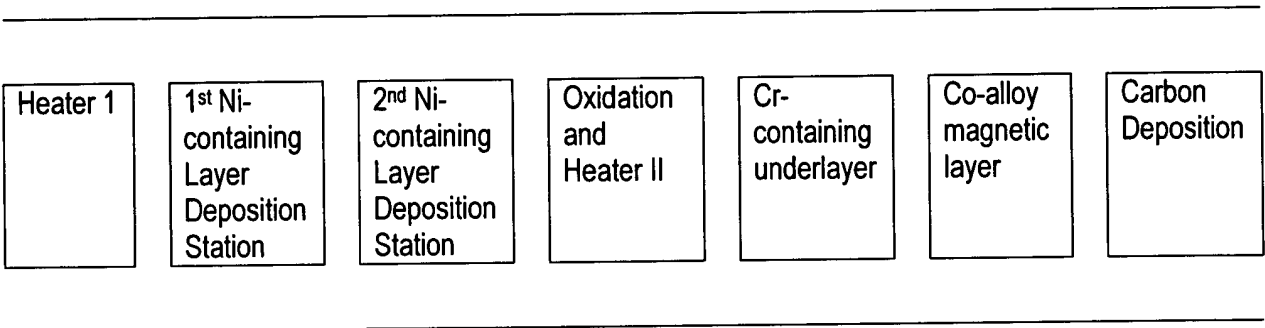 Heater 1
1st Ni-
containing
Layer
Deposition
Station
2nd Ni-
containing
Layer
Deposition
Station
Oxidation
and
Heater II
Cr-
containing
underlayer
Co-alloy
magnetic
layer
Carbon
Deposition